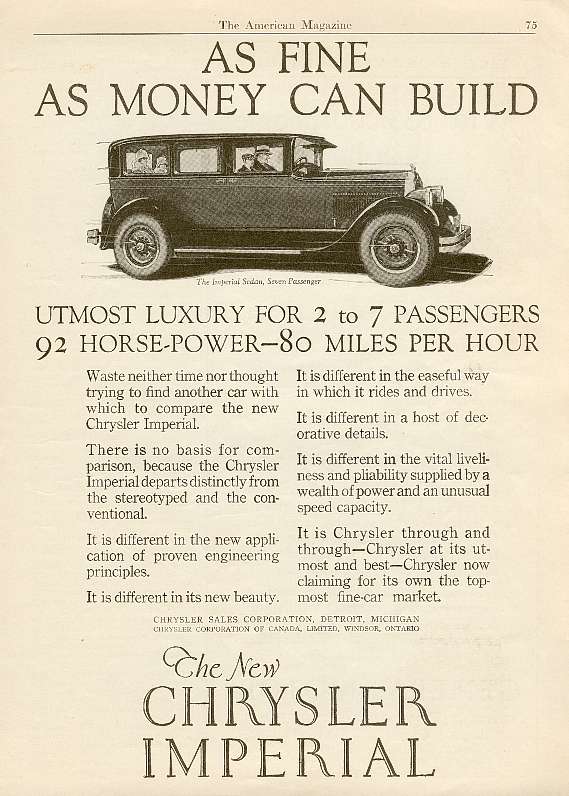 The American Magazine 75
AS FINE
AS MONEY CAN BUILD
The Imperial Sedan, Seven Passenger
UTMOST LUXURY FOR 2 to 7 PASSENGERS
92 HORSE-POWER—80 MILES PER HOUR
Waste neither time nor thought
trying to find another car with
which to compare the new
Chrysler Imperial.
There is no basis for com-
parison, because the Chrysler
Imperial departs distinctly from
the stereotyped and the con-
ventional.
It is different in the new appli-
cation of proven engineering
principles.
It is different in its new beauty.
It is different in the easeful way
in which it rides and drives.
It is different in a host of dec-
orative details.
It is different in the vital liveli-
ness and pliability supplied by a
wealth of power and an unusual
speed capacity.
It is Chrysler through and
through—Chrysler at its ut-
most and best—Chrysler now
claiming for its own the top-
most fine-car market.
CHRYSLER SALES CORPORATION, DETROIT, MICHIGAN
CHRYSLER CORPORATION OF CANADA, LIMITED, WINDSOR, ONTARIO
The New
CHRYSLER
IMPERIAL